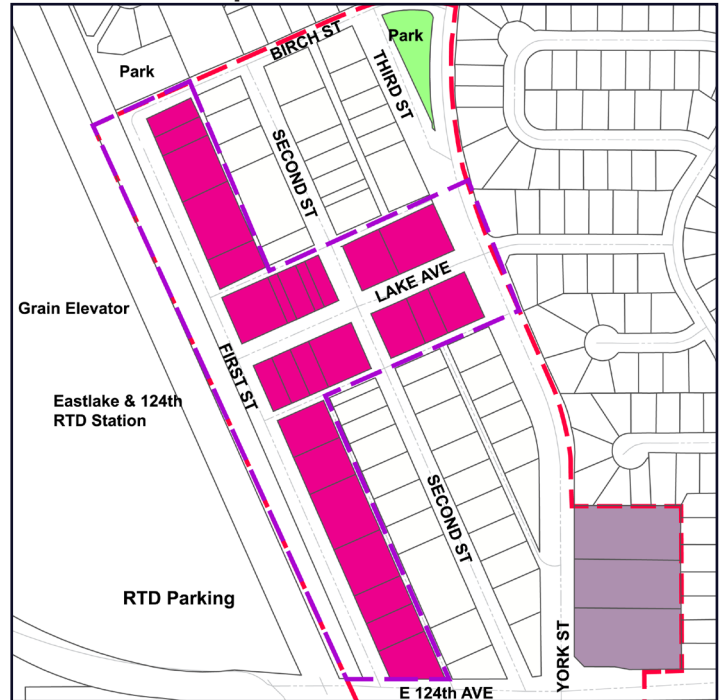 BIRCH ST
Park
Park
THIRD ST
SECOND ST
LAKE AVE
Grain Elevator
FIRST ST
Eastlake & 124th
RTD Station
SECOND ST
RTD Parking
YORK ST
E 124th AVE